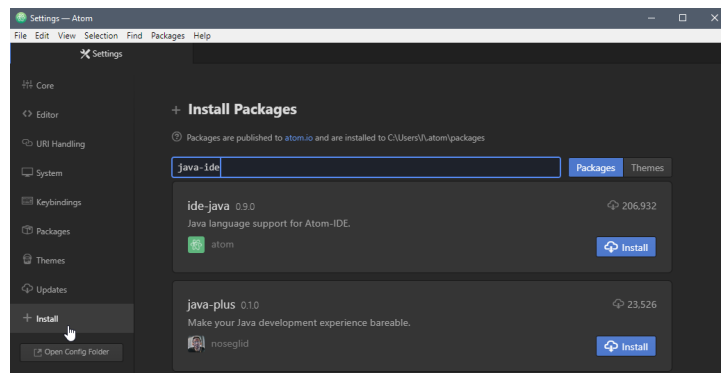 Settings — Atom
File Edit View Selection Find Packages Help
Settings
Core
Editor
URI Handling
System
Keybindings
Packages
Themes
Updates
Install
Open Config Folder
Install Packages
Packages are published to atom.io and are installed to C:\Users\I\.atom\packages
java-ide
Packages Themes
ide-java 0.9.0 206,932
Java language support for Atom-IDE.
atom
Install
java-plus 0.1.0 23,526
Make your Java development experience bareable.
noseglid
Install